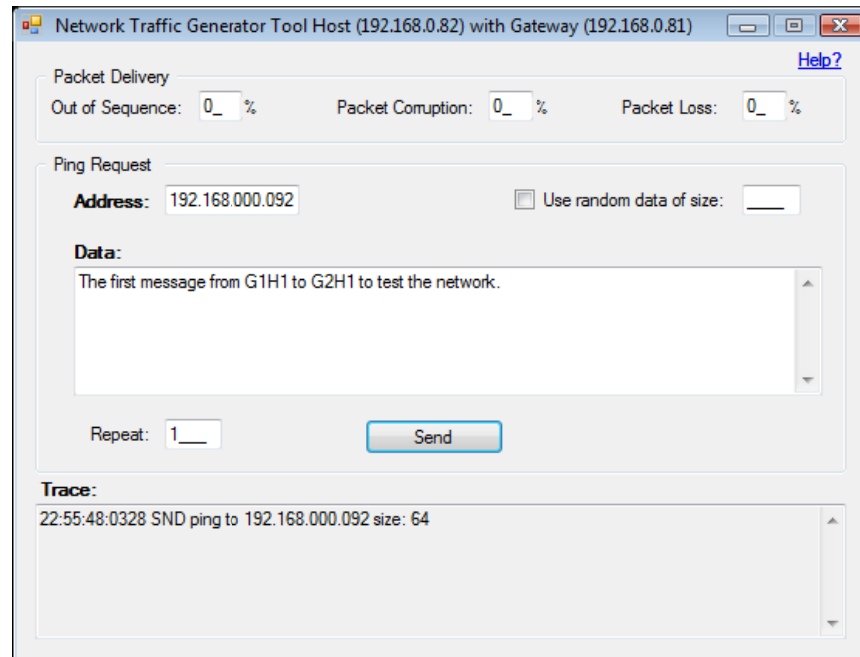 Network Traffic Generator Tool Host (192.168.0.82) with Gateway (192.168.0.81)
Help?
Packet Delivery
Out of Sequence: 0_ % Packet Corruption: 0_ % Packet Loss: 0_ %
Ping Request
Address: 192.168.000.092 Use random data of size: ____
Data:
The first message from G1H1 to G2H1 to test the network.
Repeat: 1___ Send
Trace:
22:55:48:0328 SND ping to 192.168.000.092 size: 64